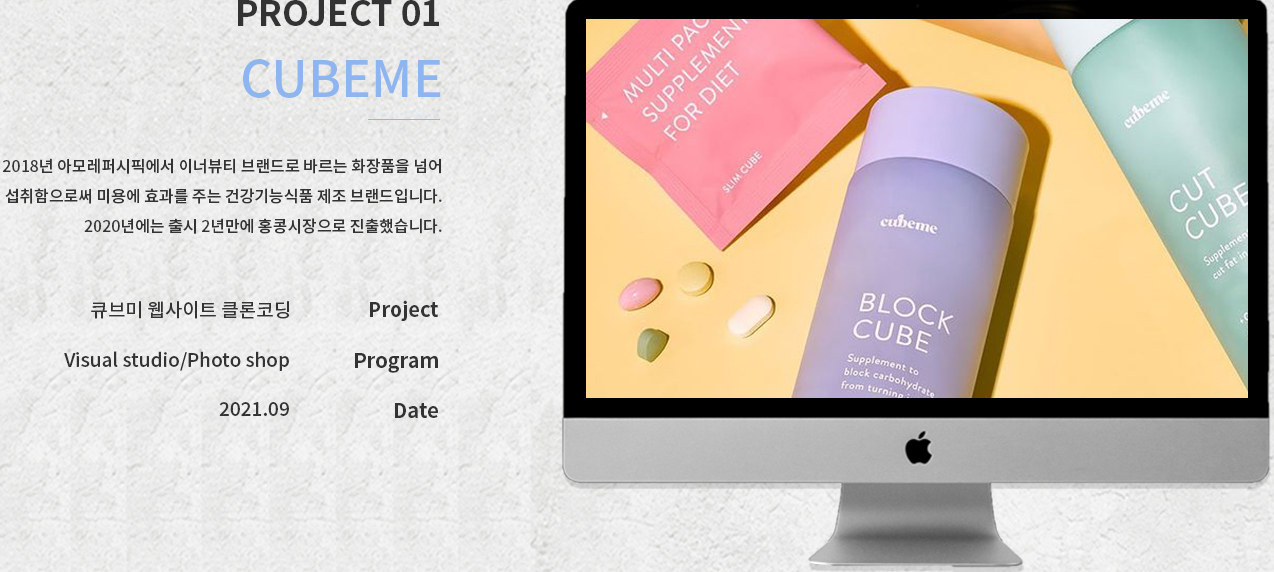 PROJECT 01
CUBEME
2018년 아모레퍼시픽에서 이너뷰티 브랜드로 바르는 화장품을 넘어
섭취함으로써 미용에 효과를 주는 건강기능식품 제조 브랜드입니다.
2020년에는 출시 2년만에 홍콩시장으로 진출했습니다.
큐브미 웹사이트 클론코딩 Project
Visual studio/Photo shop Program
2021.09 Date
MULTI PAC
SUPPLEMENT
FOR DIET
SLIM CUBE
cubeme
BLOCK
CUBE
Supplement to
block carbohydrate
from turning
cubeme
CUT
CUBE
Supplemen
cut fat in